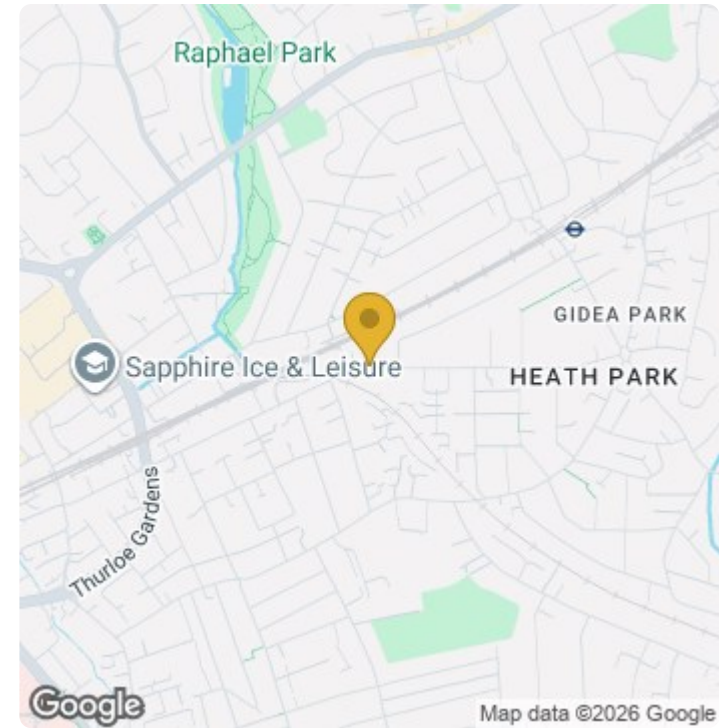 Raphael Park
GIDEA PARK
Sapphire Ice & Leisure
HEATH PARK
Thurloe Gardens
Google
Map data ©2026 Google